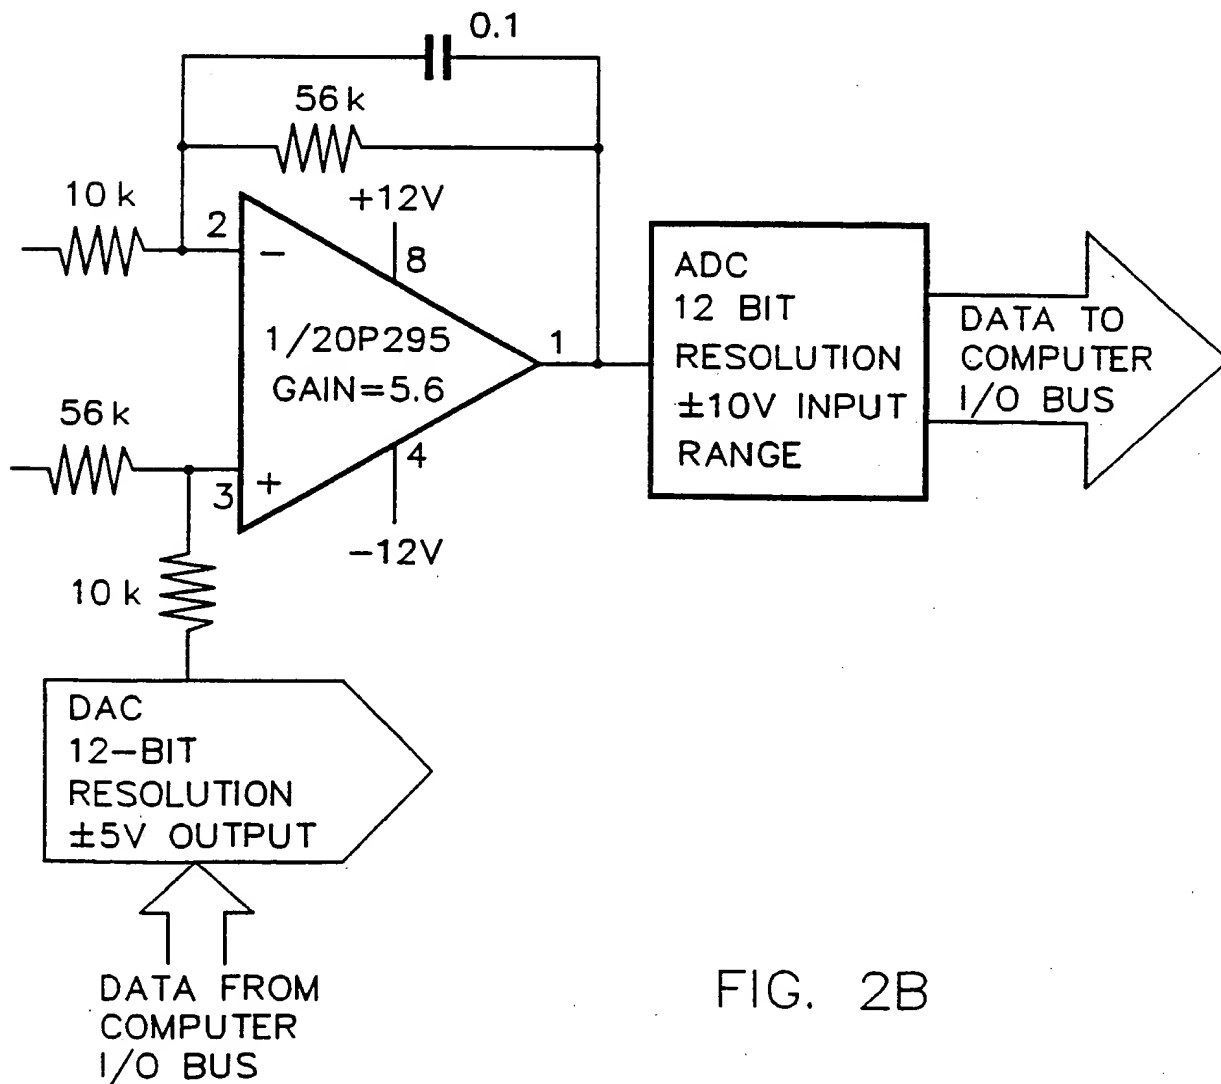 0.1
56k
10k
2
+12V
8
−
1/20P295
GAIN=5.6
1
56k
3
+
4
−12V
10k
ADC
12 BIT
RESOLUTION
±10V INPUT
RANGE
DATA TO
COMPUTER
I/O BUS
DAC
12−BIT
RESOLUTION
±5V OUTPUT
DATA FROM
COMPUTER
I/O BUS
FIG. 2B